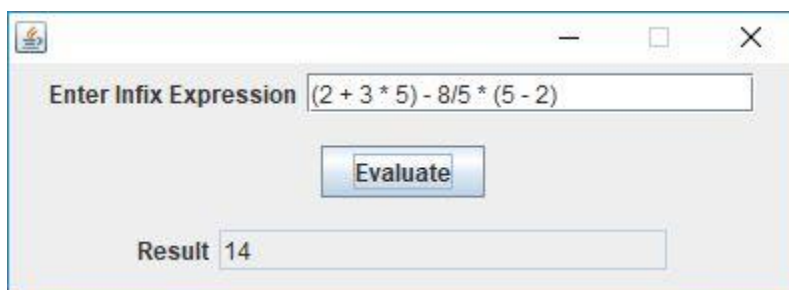 Enter Infix Expression (2 + 3 * 5) - 8/5 * (5 - 2)
Evaluate
Result 14